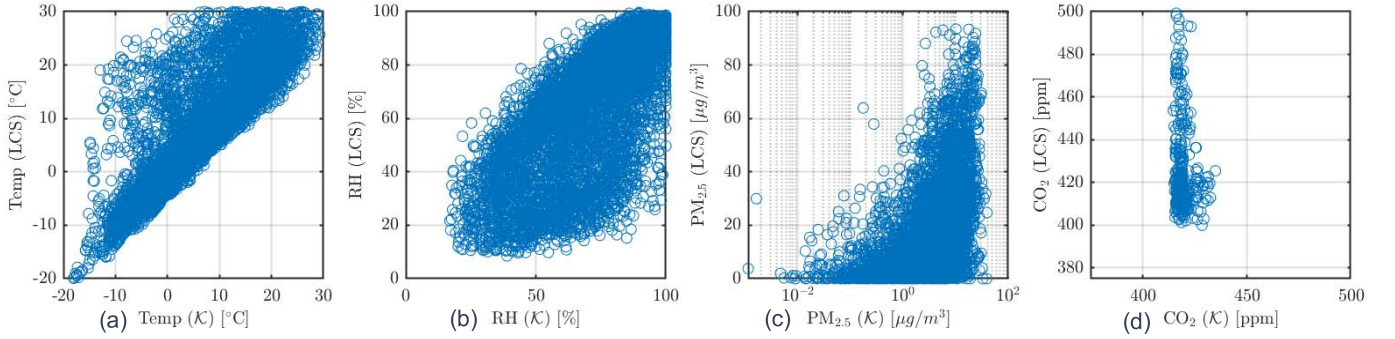 Temp (LCS) [°C]
30
20
10
0
-10
-20
-20 -10 0 10 20 30
(a) Temp (𝒦) [°C]
RH (LCS) [%]
100
80
60
40
20
0
0 50 100
(b) RH (𝒦) [%]
PM₂.₅ (LCS) [μg/m³]
100
80
60
40
20
0
10⁻² 10⁰ 10²
(c) PM₂.₅ (𝒦) [μg/m³]
CO₂ (LCS) [ppm]
500
480
460
440
420
400
380
400 450 500
(d) CO₂ (𝒦) [ppm]